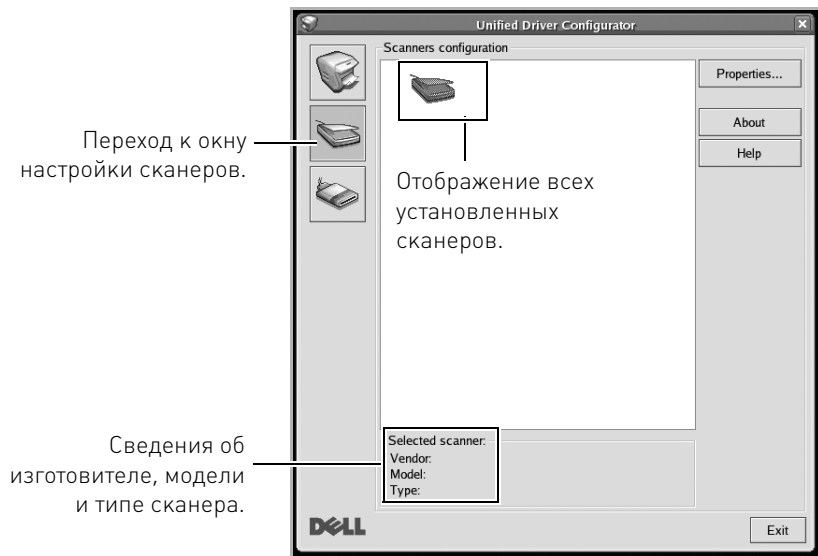 Unified Driver Configurator
Scanners configuration
Properties...
About
Help
Переход к окну
настройки сканеров.
Отображение всех
установленных
сканеров.
Сведения об
изготовителе, модели
и типе сканера.
Selected scanner:
Vendor:
Model:
Type:
DELL
Exit